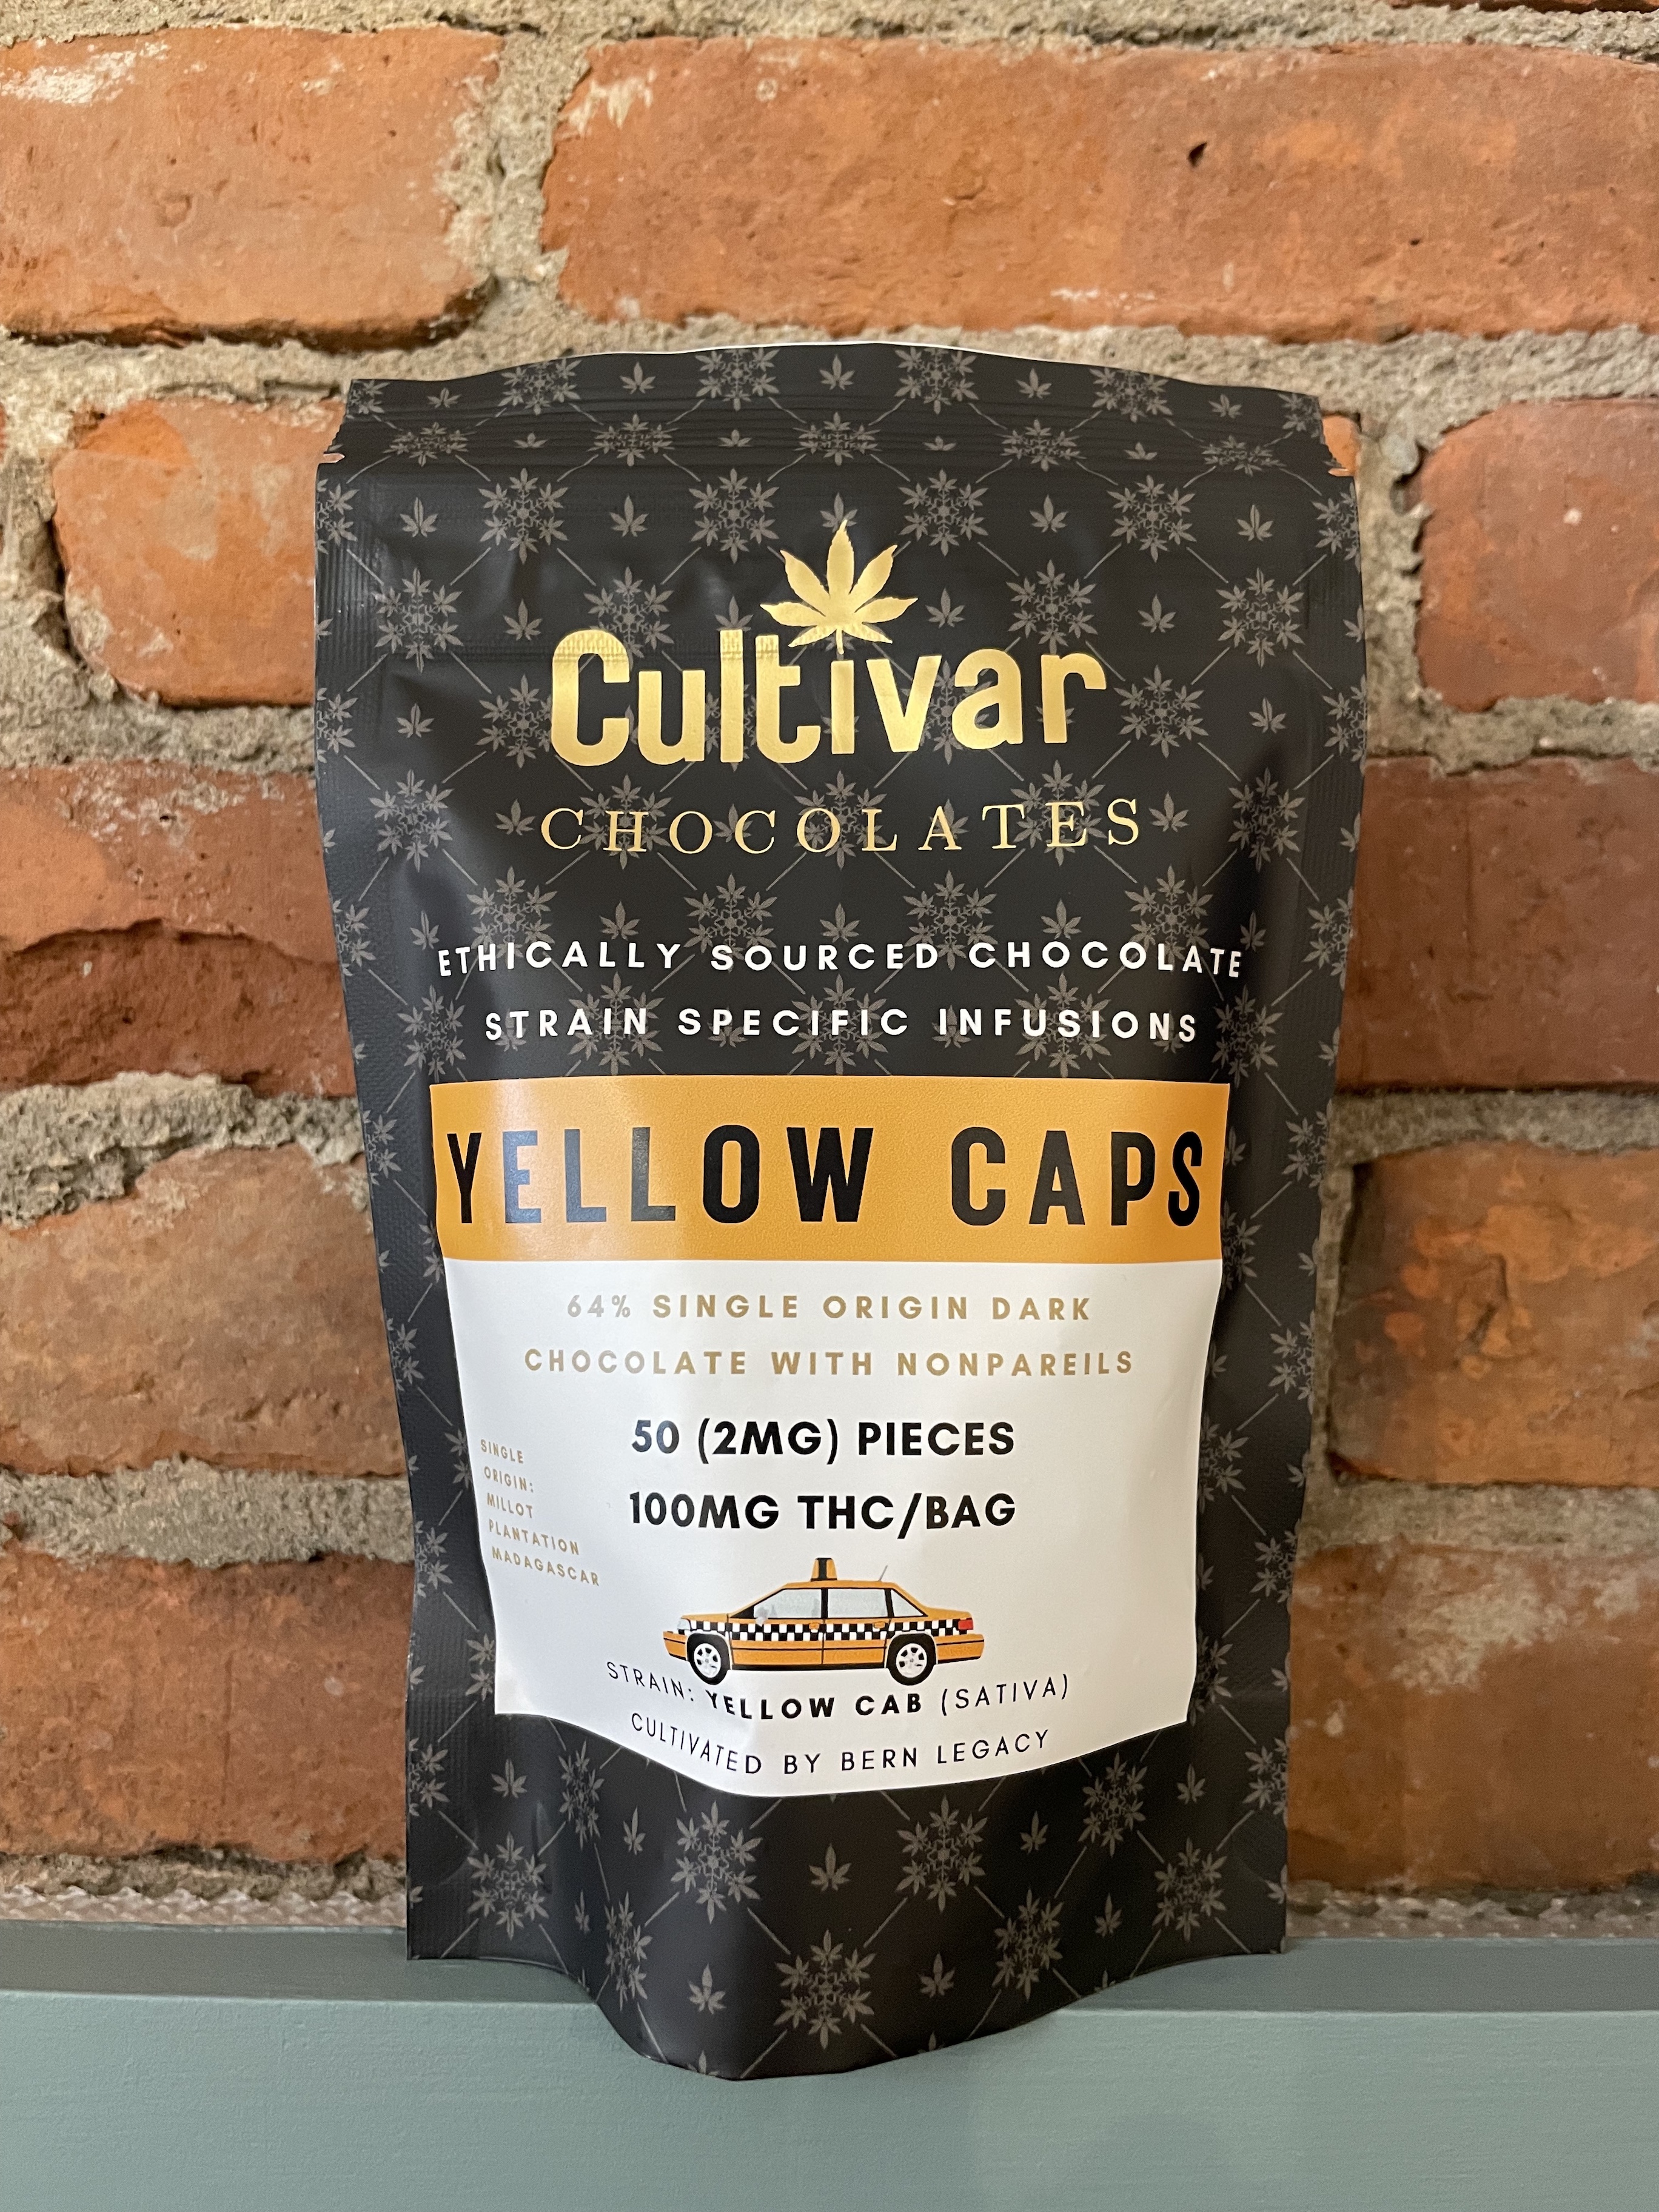 Cultivar
CHOCOLATES
ETHICALLY SOURCED CHOCOLATE
STRAIN SPECIFIC INFUSIONS
YELLOW CAPS
64% SINGLE ORIGIN DARK
CHOCOLATE WITH NONPAREILS
50 (2MG) PIECES
100MG THC/BAG
SINGLE
ORIGIN:
MILLOT
PLANTATION
MADAGASCAR
STRAIN: YELLOW CAB (SATIVA)
CULTIVATED BY BERN LEGACY